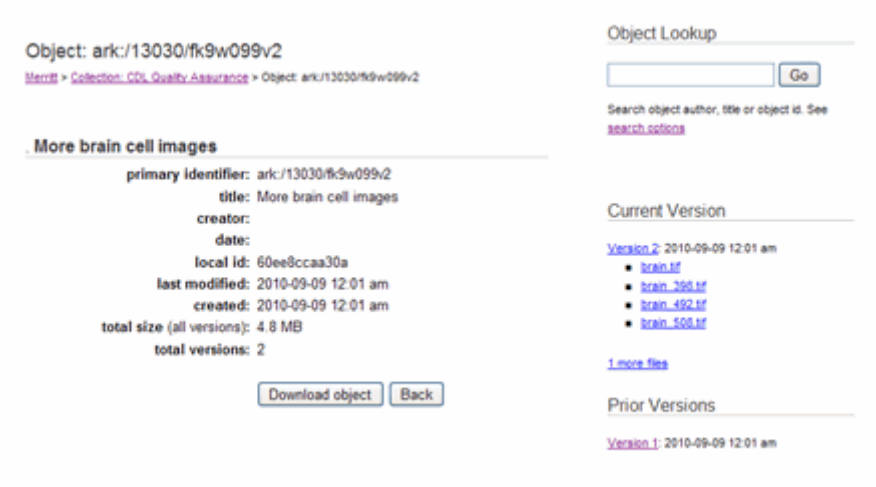 Object: ark:/13030/fk9w099v2
Merritt > Collection: CDL Quality Assurance > Object: ark:/13030/fk9w099v2
. More brain cell images
primary identifier: ark:/13030/fk9w099v2
title: More brain cell images
creator:
date:
local id: 60ee8ccaa30a
last modified: 2010-09-09 12:01 am
created: 2010-09-09 12:01 am
total size (all versions): 4.8 MB
total versions: 2
Download object Back
Object Lookup
Go
Search object author, title or object id. See
search options
Current Version
Version 2: 2010-09-09 12:01 am
brain.tif
brain_398.tif
brain_492.tif
brain_508.tif
1 more files
Prior Versions
Version 1: 2010-09-09 12:01 am